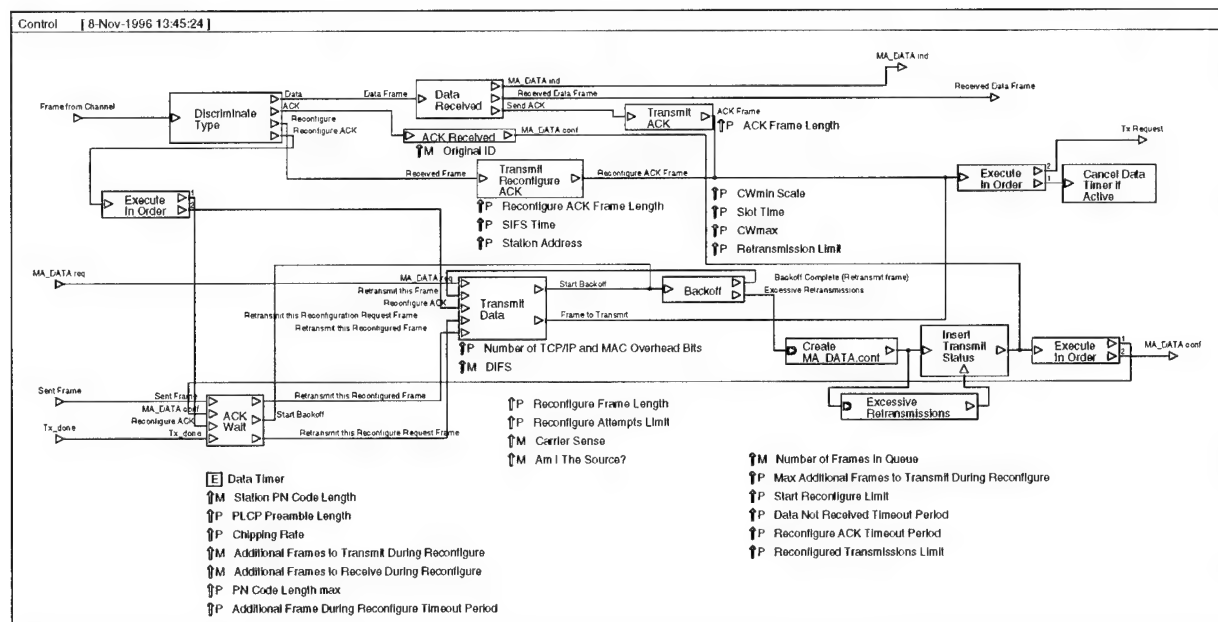 Control [ 8-Nov-1996 13:45:24 ]
MA_DATA ind
MA_DATA ind
Data
Data Frame
Data Received
Received Data Frame
Received Data Frame
Frame from Channel
Discriminate Type
ACK
Send ACK
Transmit ACK
ACK Frame
Reconfigure
Reconfigure ACK
ACK Received
MA_DATA conf
P ACK Frame Length
Tx Request
M Original ID
Received Frame
Transmit Reconfigure ACK
Reconfigure ACK Frame
Execute In Order
2
1
Cancel Data Timer If Active
Execute In Order
1
2
P CWmin Scale
P Reconfigure ACK Frame Length
P Slot Time
P SIFS Time
P CWmax
P Station Address
P Retransmission Limit
MA_DATA req
MA_DATA req
Backoff Complete (Retransmt frame)
Retransmit this Frame
Start Backoff
Backoff
Excessive Retransmissions
Reconfigure ACK
Transmit Data
Retransmit this Reconfiguration Request Frame
Frame to Transmit
Retransmit this Reconfigured Frame
Create MA_DATA.conf
Insert Transmit Status
Execute In Order
1
2
MA_DATA conf
P Number of TCP/IP and MAC Overhead Bits
M DIFS
Sent Frame
Sent Frame
Retransmit this Reconfigured Frame
MA_DATA conf
ACK Wait
Start Backoff
Reconfigure ACK
Tx_done
Tx_done
Retransmit this Reconfigure Request Frame
Excessive Retransmissions
P Reconfigure Frame Length
P Reconfigure Attempts Limit
M Carrier Sense
M Am I The Source?
E Data Timer
M Station PN Code Length
P PLCP Preamble Length
P Chipping Rate
M Additional Frames to Transmit During Reconfigure
M Additional Frames to Receive During Reconfigure
P PN Code Length max
P Additional Frame During Reconfigure Timeout Period
M Number of Frames In Queue
P Max Additional Frames to Transmit During Reconfigure
P Start Reconfigure Limit
P Data Not Received Timeout Period
P Reconfigure ACK Timeout Period
P Reconfigured Transmissions Limit